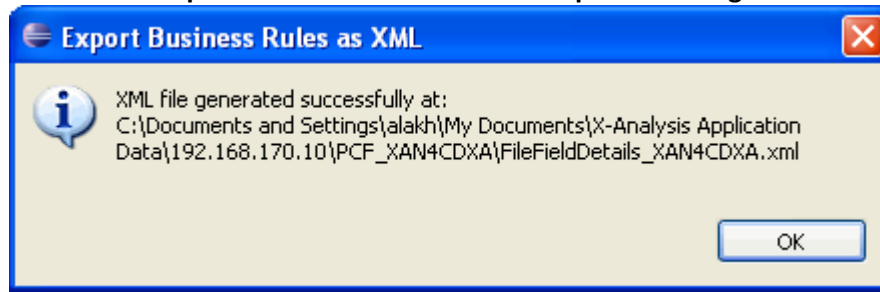 Export Business Rules as XML
XML file generated successfully at:
C:\Documents and Settings\alakh\My Documents\X-Analysis Application
Data\192.168.170.10\PCF_XAN4CDXA\FileFieldDetails_XAN4CDXA.xml
OK